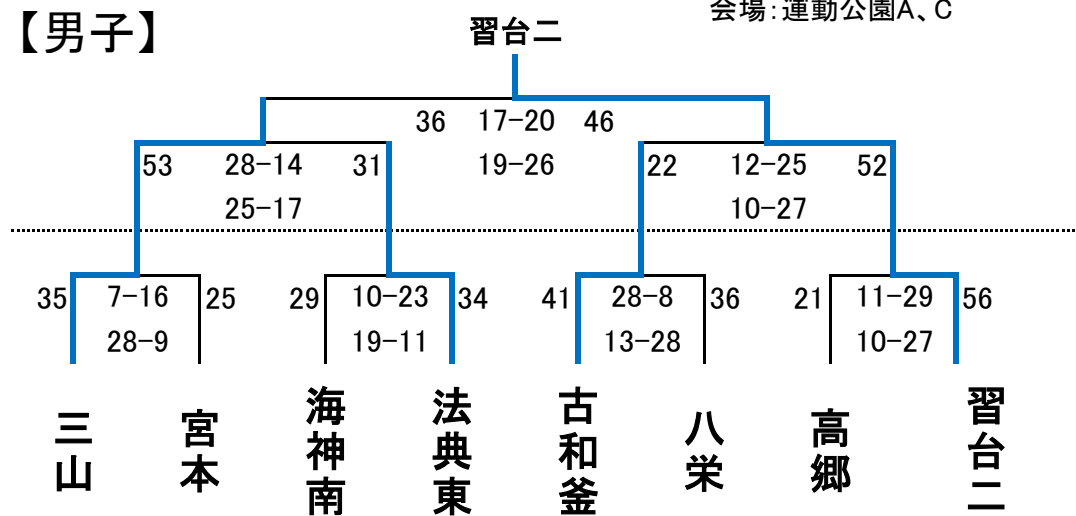 会場：運動公園A、C
【男子】
習台二
36 17-20 46
19-26
53 28-14 31
25-17
22 12-25 52
10-27
35 7-16 25
28-9
29 10-23 34
19-11
41 28-8 36
13-28
21 11-29 56
10-27
三山
宮本
海神南
法典東
古和釜
八栄
高郷
習台二